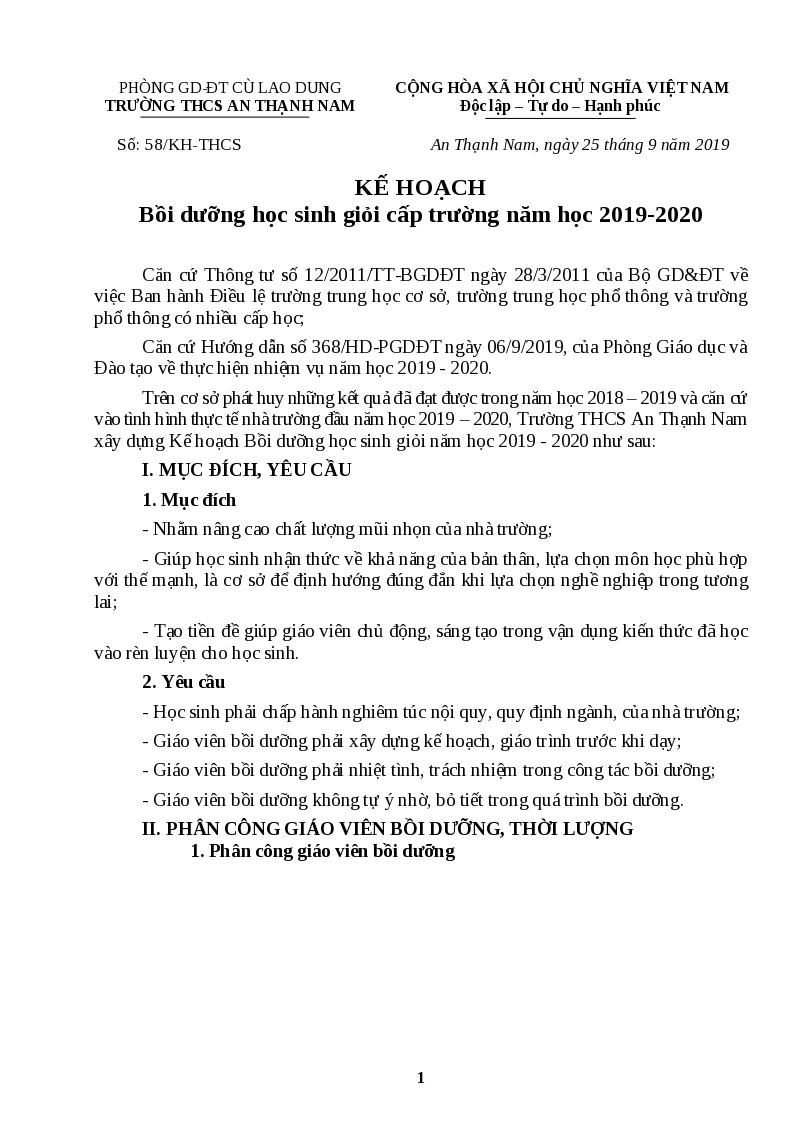 PHÒNG GD-ĐT CÙ LAO DUNG
TRƯỜNG THCS AN THẠNH NAM
CỘNG HÒA XÃ HỘI CHỦ NGHĨA VIỆT NAM
Độc lập – Tự do – Hạnh phúc
Số: 58/KH-THCS
An Thạnh Nam, ngày 25 tháng 9 năm 2019
KẾ HOẠCH
Bồi dưỡng học sinh giỏi cấp trường năm học 2019-2020
Căn cứ Thông tư số 12/2011/TT-BGDĐT ngày 28/3/2011 của Bộ GD&ĐT về
việc Ban hành Điều lệ trường trung học cơ sở, trường trung học phổ thông và trường
phổ thông có nhiều cấp học;
Căn cứ Hướng dẫn số 368/HD-PGDĐT ngày 06/9/2019, của Phòng Giáo dục và
Đào tạo về thực hiện nhiệm vụ năm học 2019 - 2020.
Trên cơ sở phát huy những kết quả đã đạt được trong năm học 2018 – 2019 và căn cứ
vào tình hình thực tế nhà trường đầu năm học 2019 – 2020, Trường THCS An Thạnh Nam
xây dựng Kế hoạch Bồi dưỡng học sinh giỏi năm học 2019 - 2020 như sau:
I. MỤC ĐÍCH, YÊU CẦU
1. Mục đích
- Nhằm nâng cao chất lượng mũi nhọn của nhà trường;
- Giúp học sinh nhận thức về khả năng của bản thân, lựa chọn môn học phù hợp
với thế mạnh, là cơ sở để định hướng đúng đắn khi lựa chọn nghề nghiệp trong tương
lai;
- Tạo tiền đề giúp giáo viên chủ động, sáng tạo trong vận dụng kiến thức đã học
vào rèn luyện cho học sinh.
2. Yêu cầu
- Học sinh phải chấp hành nghiêm túc nội quy, quy định ngành, của nhà trường;
- Giáo viên bồi dưỡng phải xây dựng kế hoạch, giáo trình trước khi dạy;
- Giáo viên bồi dưỡng phải nhiệt tình, trách nhiệm trong công tác bồi dưỡng;
- Giáo viên bồi dưỡng không tự ý nhờ, bỏ tiết trong quá trình bồi dưỡng.
II. PHÂN CÔNG GIÁO VIÊN BỒI DƯỠNG, THỜI LƯỢNG
1. Phân công giáo viên bồi dưỡng
1